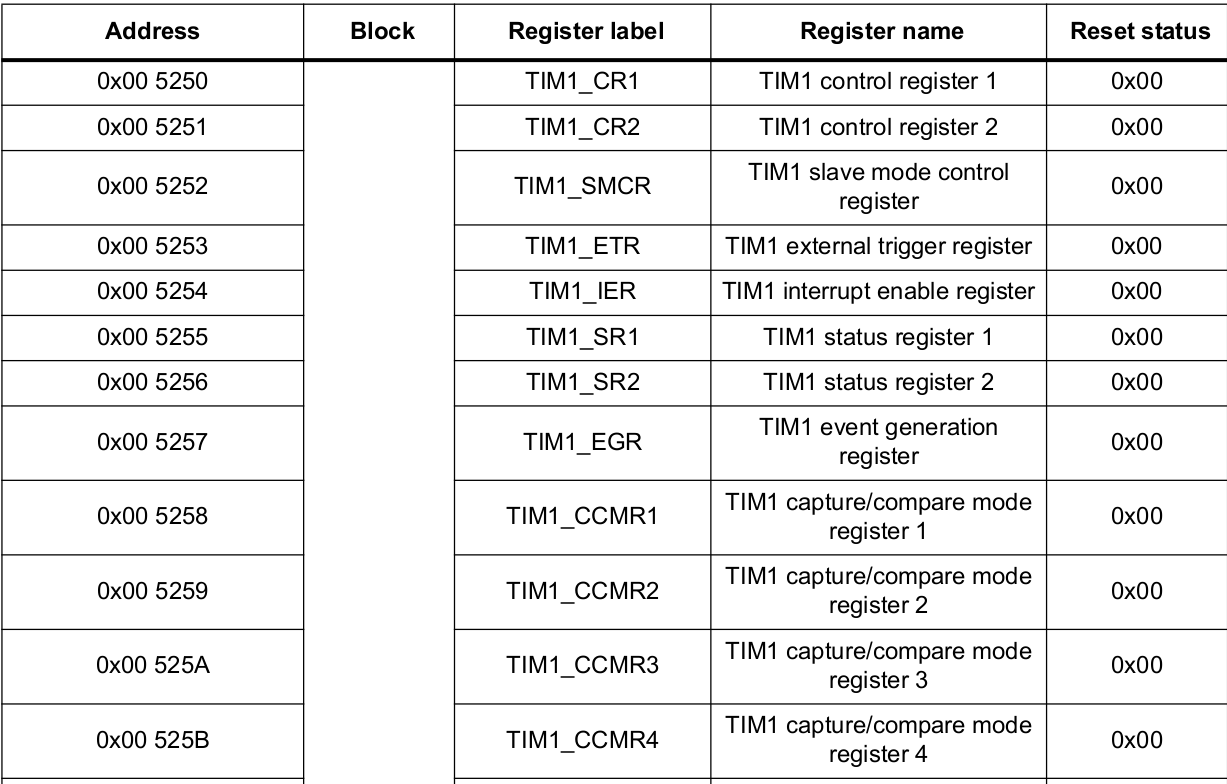 Address Block Register label Register name Reset status
0x00 5250 TIM1_CR1 TIM1 control register 1 0x00
0x00 5251 TIM1_CR2 TIM1 control register 2 0x00
0x00 5252 TIM1_SMCR TIM1 slave mode control
register 0x00
0x00 5253 TIM1_ETR TIM1 external trigger register 0x00
0x00 5254 TIM1_IER TIM1 interrupt enable register 0x00
0x00 5255 TIM1_SR1 TIM1 status register 1 0x00
0x00 5256 TIM1_SR2 TIM1 status register 2 0x00
0x00 5257 TIM1_EGR TIM1 event generation
register 0x00
0x00 5258 TIM1_CCMR1 TIM1 capture/compare mode
register 1 0x00
0x00 5259 TIM1_CCMR2 TIM1 capture/compare mode
register 2 0x00
0x00 525A TIM1_CCMR3 TIM1 capture/compare mode
register 3 0x00
0x00 525B TIM1_CCMR4 TIM1 capture/compare mode
register 4 0x00